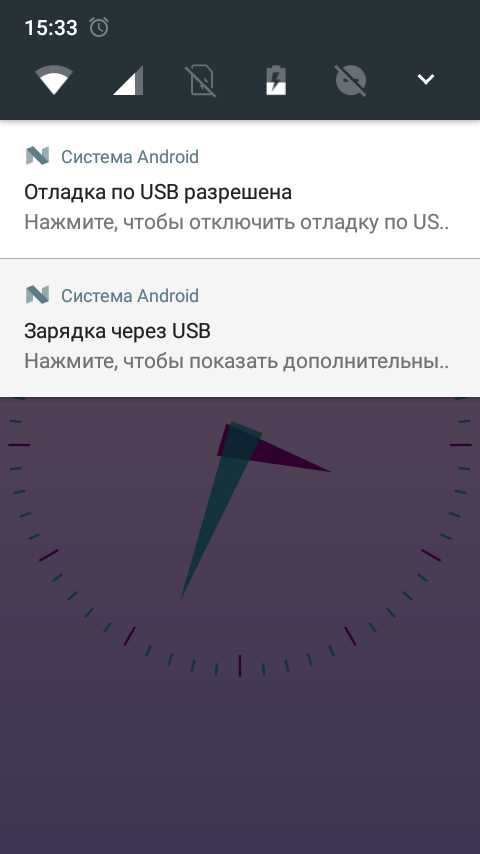 15:33
Система Android
Отладка по USB разрешена
Нажмите, чтобы отключить отладку по US..
Система Android
Зарядка через USB
Нажмите, чтобы показать дополнительны..